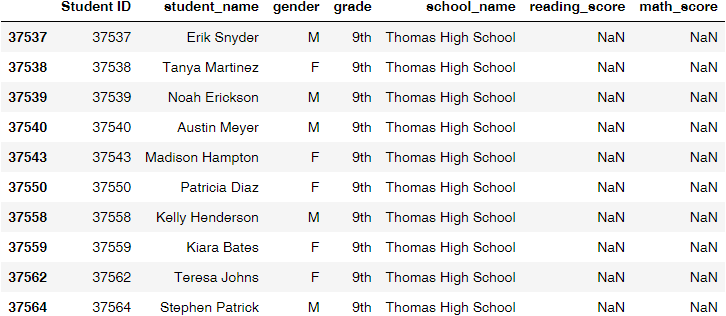 Student ID student_name gender grade school_name reading_score math_score
37537 37537 Erik Snyder M 9th Thomas High School NaN NaN
37538 37538 Tanya Martinez F 9th Thomas High School NaN NaN
37539 37539 Noah Erickson M 9th Thomas High School NaN NaN
37540 37540 Austin Meyer M 9th Thomas High School NaN NaN
37543 37543 Madison Hampton F 9th Thomas High School NaN NaN
37550 37550 Patricia Diaz F 9th Thomas High School NaN NaN
37558 37558 Kelly Henderson M 9th Thomas High School NaN NaN
37559 37559 Kiara Bates F 9th Thomas High School NaN NaN
37562 37562 Teresa Johns F 9th Thomas High School NaN NaN
37564 37564 Stephen Patrick M 9th Thomas High School NaN NaN